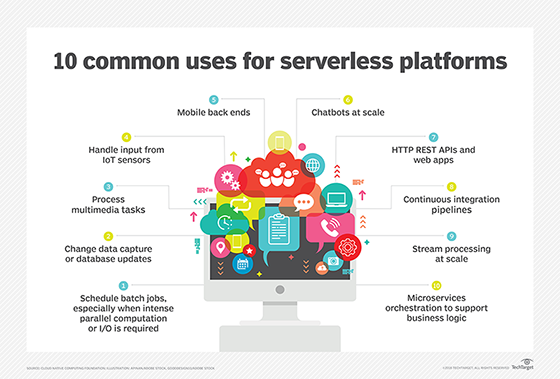 10 common uses for serverless platforms
5
Mobile back ends
6
Chatbots at scale
4
Handle input from
IoT sensors
7
HTTP REST APIs and
web apps
3
Process
multimedia tasks
8
Continuous integration
pipelines
2
Change data capture
or database updates
9
Stream processing
at scale
1
Schedule batch jobs,
especially when intense
parallel computation
or I/O is required
10
Microservices
orchestration to support
business logic
TechTarget